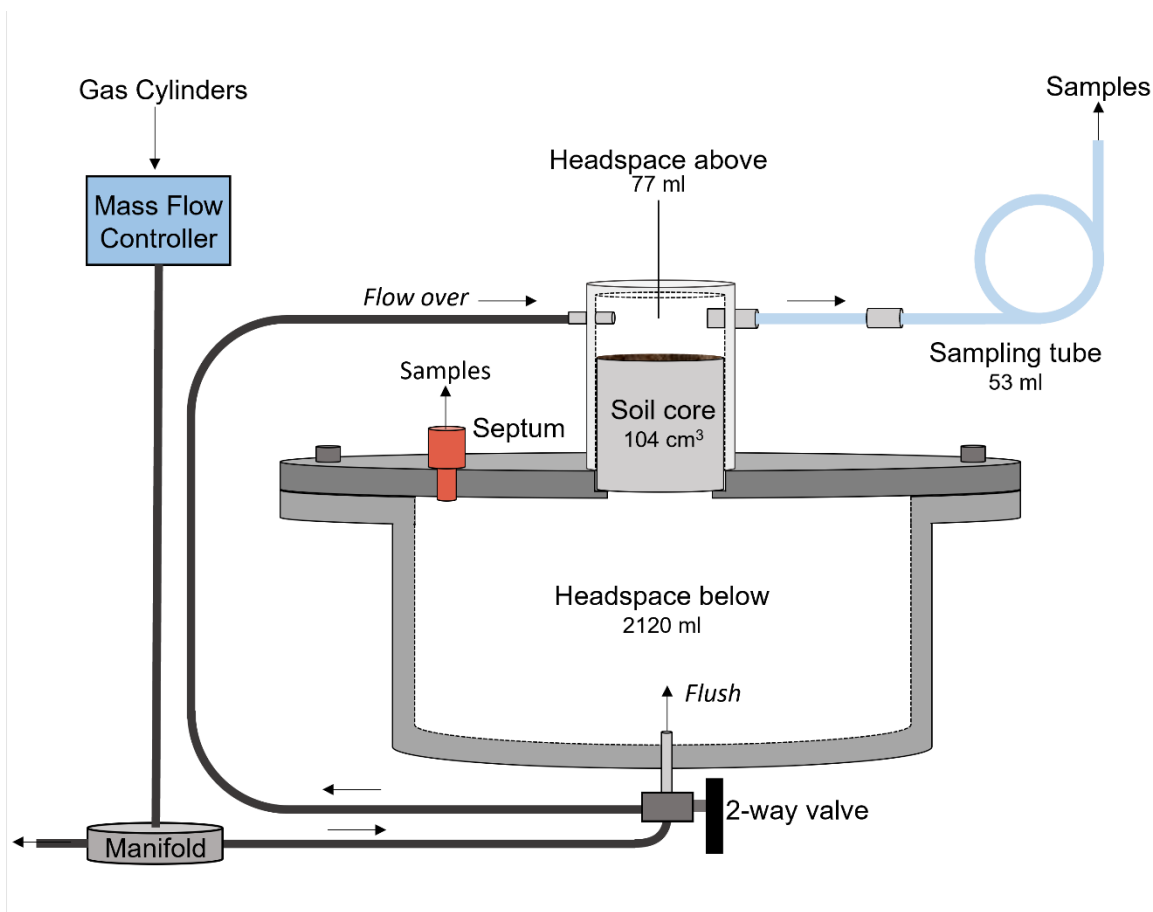 Gas Cylinders
Samples
Headspace above
77 ml
Mass Flow
Controller
Flow over
Sampling tube
53 ml
Samples
Septum
Soil core
104 cm³
Headspace below
2120 ml
Flush
2-way valve
Manifold